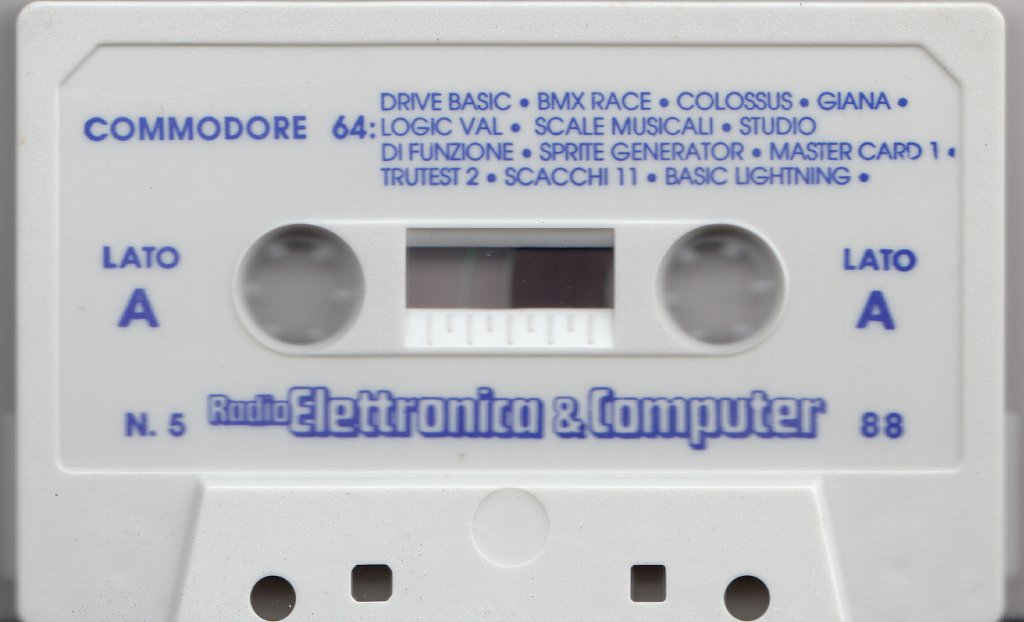 DRIVE BASIC • BMX RACE • COLOSSUS • GIANA •
COMMODORE 64: LOGIC VAL • SCALE MUSICALI • STUDIO
DI FUNZIONE • SPRITE GENERATOR • MASTER CARD 1 •
TRUTEST 2 • SCACCHI 11 • BASIC LIGHTNING •
LATO
A
LATO
A
N. 5
Radio Elettronica & Computer
88